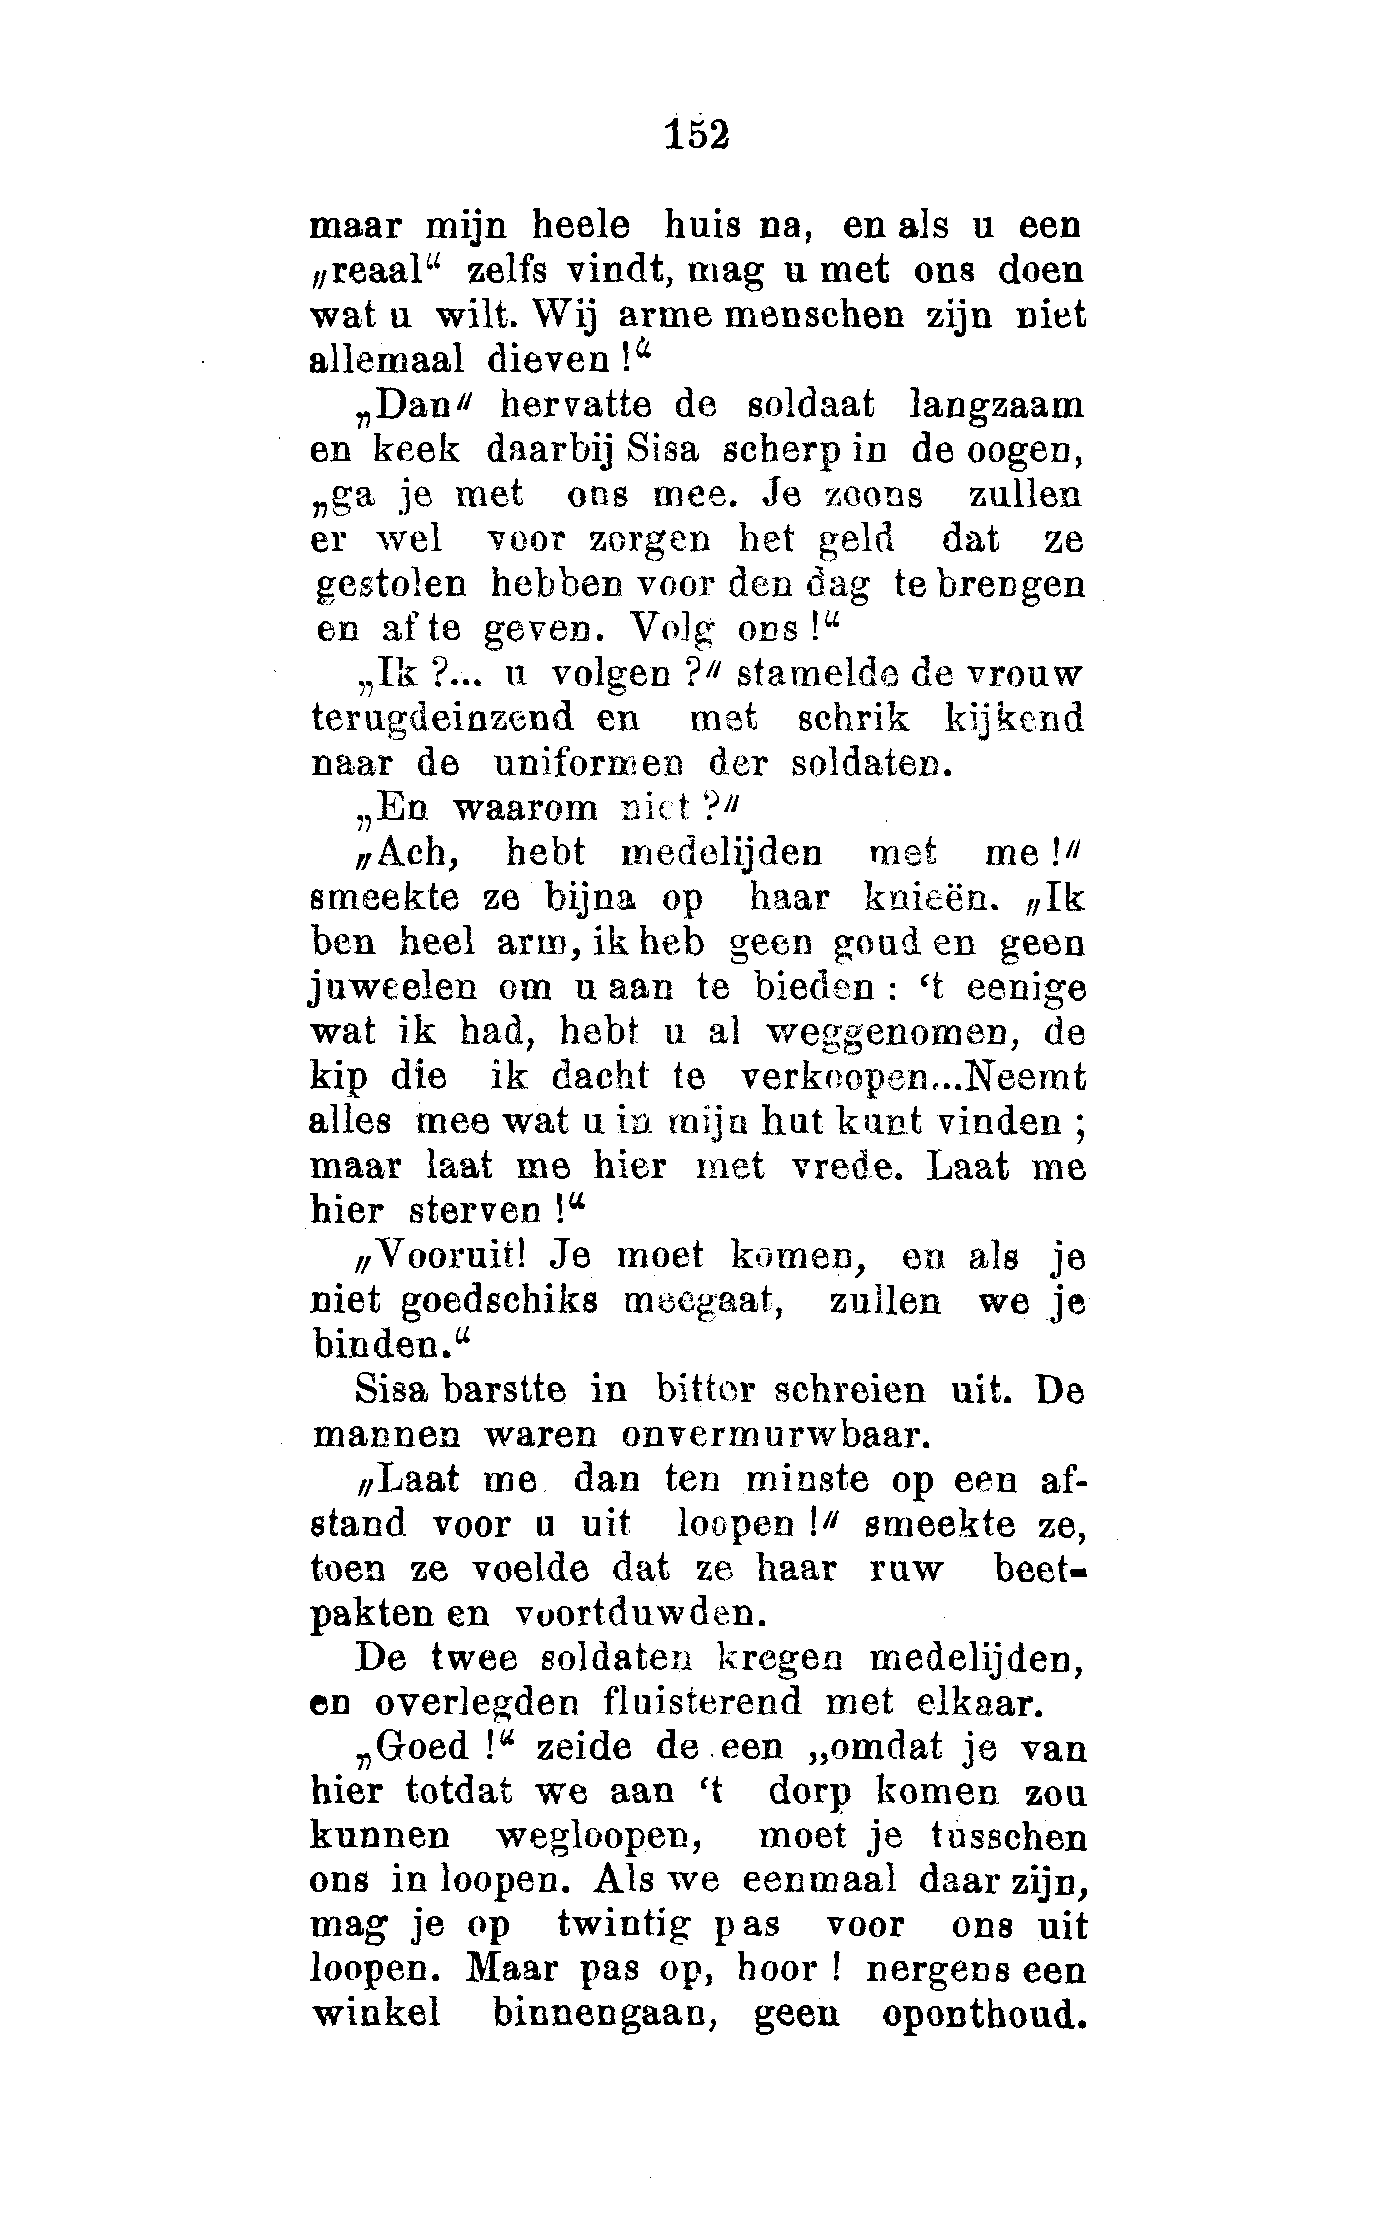 152
maar mijn heele huis na, en als u een
„reaal“ zelfs vindt, mag u met ons doen
wat u wilt. Wij arme menschen zijn niet
allemaal dieven !“
„Dan" hervatte de soldaat langzaam
en keek daarbij Sisa scherp in de oogen,
„ga je met ons mee. Je zoons zullen
er wel voor zorgen het geld dat ze
gestolen hebben voor den dag te brengen
en af te geven. Volg ons !“
„Ik ?... u volgen ?" stamelde de vrouw
terugdeinzend en met schrik kijkend
naar de uniformen der soldaten.
„En waarom niet ?"
„Ach, hebt medelijden met me !"
smeekte ze bijna op haar knieën. „Ik
ben heel arm, ik heb geen goud en geen
juweelen om u aan te bieden : ‘t eenige
wat ik had, hebt u al weggenomen, de
kip die ik dacht te verkoopen...Neemt
alles mee wat u in mijn hut kunt vinden ;
maar laat me hier met vrede. Laat me
hier sterven !“
„Vooruit! Je moet komen, en als je
niet goedschiks meegaat, zullen we je
binden.“
Sisa barstte in bitter schreien uit. De
mannen waren onvermurwbaar.
„Laat me dan ten minste op een af-
stand voor u uit loopen !" smeekte ze,
toen ze voelde dat ze haar ruw beet-
pakten en voortduwden.
De twee soldaten kregen medelijden,
en overlegden fluisterend met elkaar.
„Goed !“ zeide de een „omdat je van
hier totdat we aan ‘t dorp komen zou
kunnen wegloopen, moet je tusschen
ons in loopen. Als we eenmaal daar zijn,
mag je op twintig pas voor ons uit
loopen. Maar pas op, hoor ! nergens een
winkel binnengaan, geen oponthoud.